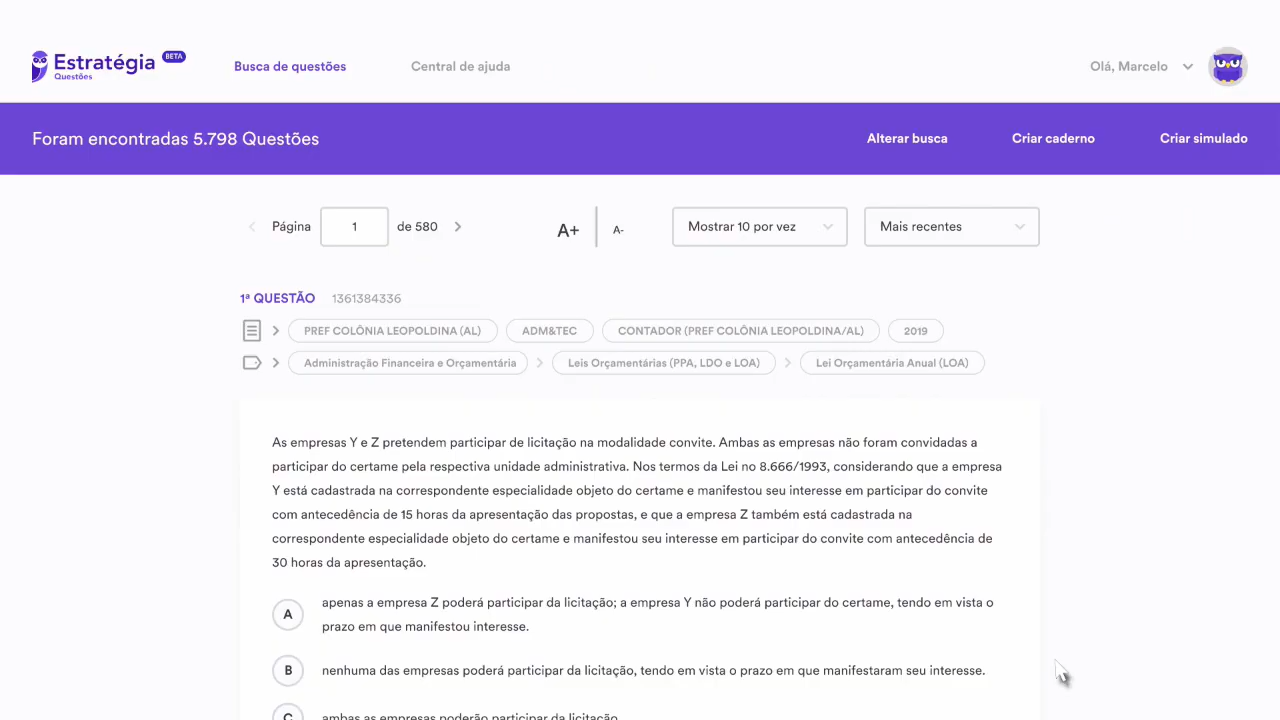 Estratégia BETA
Questões
Busca de questões
Central de ajuda
Olá, Marcelo
Foram encontradas 5.798 Questões
Alterar busca
Criar caderno
Criar simulado
Página 1 de 580
A+ A-
Mostrar 10 por vez
Mais recentes
1ª QUESTÃO 1361384336
PREF COLÔNIA LEOPOLDINA (AL) ADM&TEC CONTADOR (PREF COLÔNIA LEOPOLDINA/AL) 2019
Administração Financeira e Orçamentária Leis Orçamentárias (PPA, LDO e LOA) Lei Orçamentária Anual (LOA)
As empresas Y e Z pretendem participar de licitação na modalidade convite. Ambas as empresas não foram convidadas a
participar do certame pela respectiva unidade administrativa. Nos termos da Lei no 8.666/1993, considerando que a empresa
Y está cadastrada na correspondente especialidade objeto do certame e manifestou seu interesse em participar do convite
com antecedência de 15 horas da apresentação das propostas, e que a empresa Z também está cadastrada na
correspondente especialidade objeto do certame e manifestou seu interesse em participar do convite com antecedência de
30 horas da apresentação.
A apenas a empresa Z poderá participar da licitação; a empresa Y não poderá participar do certame, tendo em vista o
prazo em que manifestou interesse.
B nenhuma das empresas poderá participar da licitação, tendo em vista o prazo em que manifestaram seu interesse.
C ambas as empresas poderão participar da licitação